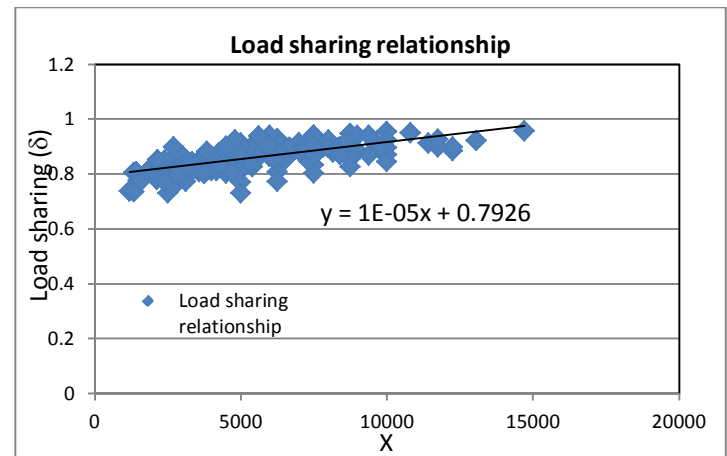 Load sharing relationship
1.2
1
0.8
0.6
0.4
0.2
0
Load sharing (δ)
y = 1E-05x + 0.7926
Load sharing
relationship
0 5000 10000 15000 20000
X